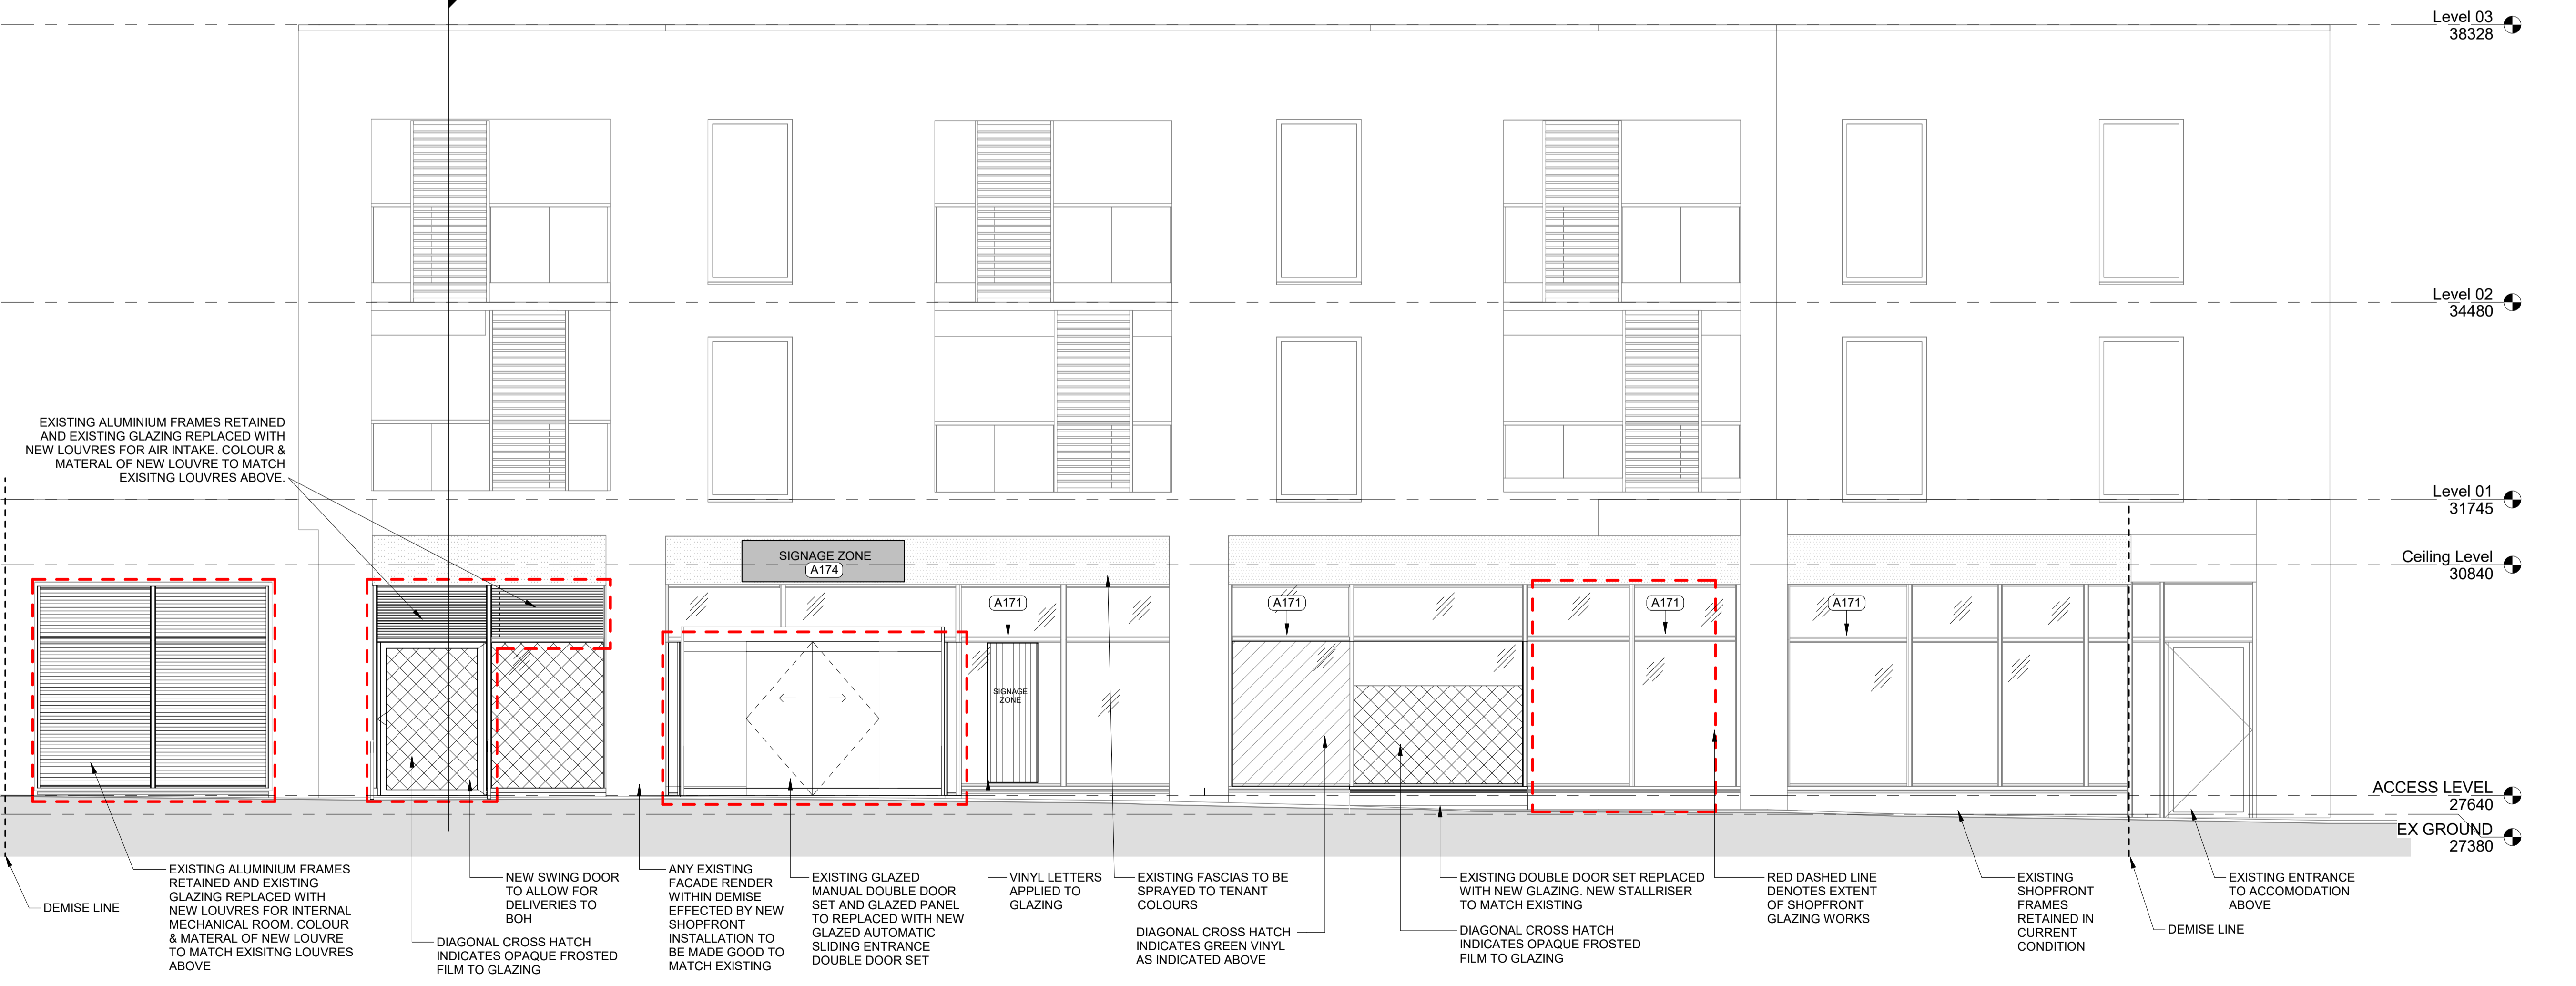 Level 03
38328
Level 02
34480
EXISTING ALUMINIUM FRAMES RETAINED
AND EXISTING GLAZING REPLACED WITH
NEW LOUVRES FOR AIR INTAKE. COLOUR &
MATERAL OF NEW LOUVRE TO MATCH
EXISITNG LOUVRES ABOVE.
Level 01
31745
SIGNAGE ZONE
A174
Ceiling Level
30840
A171
A171
A171
A171
SIGNAGE
ZONE
ACCESS LEVEL
27640
EX GROUND
27380
DEMISE LINE
EXISTING ALUMINIUM FRAMES
RETAINED AND EXISTING
GLAZING REPLACED WITH
NEW LOUVRES FOR INTERNAL
MECHANICAL ROOM. COLOUR
& MATERAL OF NEW LOUVRE
TO MATCH EXISITNG LOUVRES
ABOVE
NEW SWING DOOR
TO ALLOW FOR
DELIVERIES TO
BOH
DIAGONAL CROSS HATCH
INDICATES OPAQUE FROSTED
FILM TO GLAZING
ANY EXISTING
FACADE RENDER
WITHIN DEMISE
EFFECTED BY NEW
SHOPFRONT
INSTALLATION TO
BE MADE GOOD TO
MATCH EXISTING
EXISTING GLAZED
MANUAL DOUBLE DOOR
SET AND GLAZED PANEL
TO REPLACED WITH NEW
GLAZED AUTOMATIC
SLIDING ENTRANCE
DOUBLE DOOR SET
VINYL LETTERS
APPLIED TO
GLAZING
EXISTING FASCIAS TO BE
SPRAYED TO TENANT
COLOURS
DIAGONAL CROSS HATCH
INDICATES GREEN VINYL
AS INDICATED ABOVE
EXISTING DOUBLE DOOR SET REPLACED
WITH NEW GLAZING. NEW STALLRISER
TO MATCH EXISTING
DIAGONAL CROSS HATCH
INDICATES OPAQUE FROSTED
FILM TO GLAZING
RED DASHED LINE
DENOTES EXTENT
OF SHOPFRONT
GLAZING WORKS
EXISTING
SHOPFRONT
FRAMES
RETAINED IN
CURRENT
CONDITION
DEMISE LINE
EXISTING ENTRANCE
TO ACCOMODATION
ABOVE